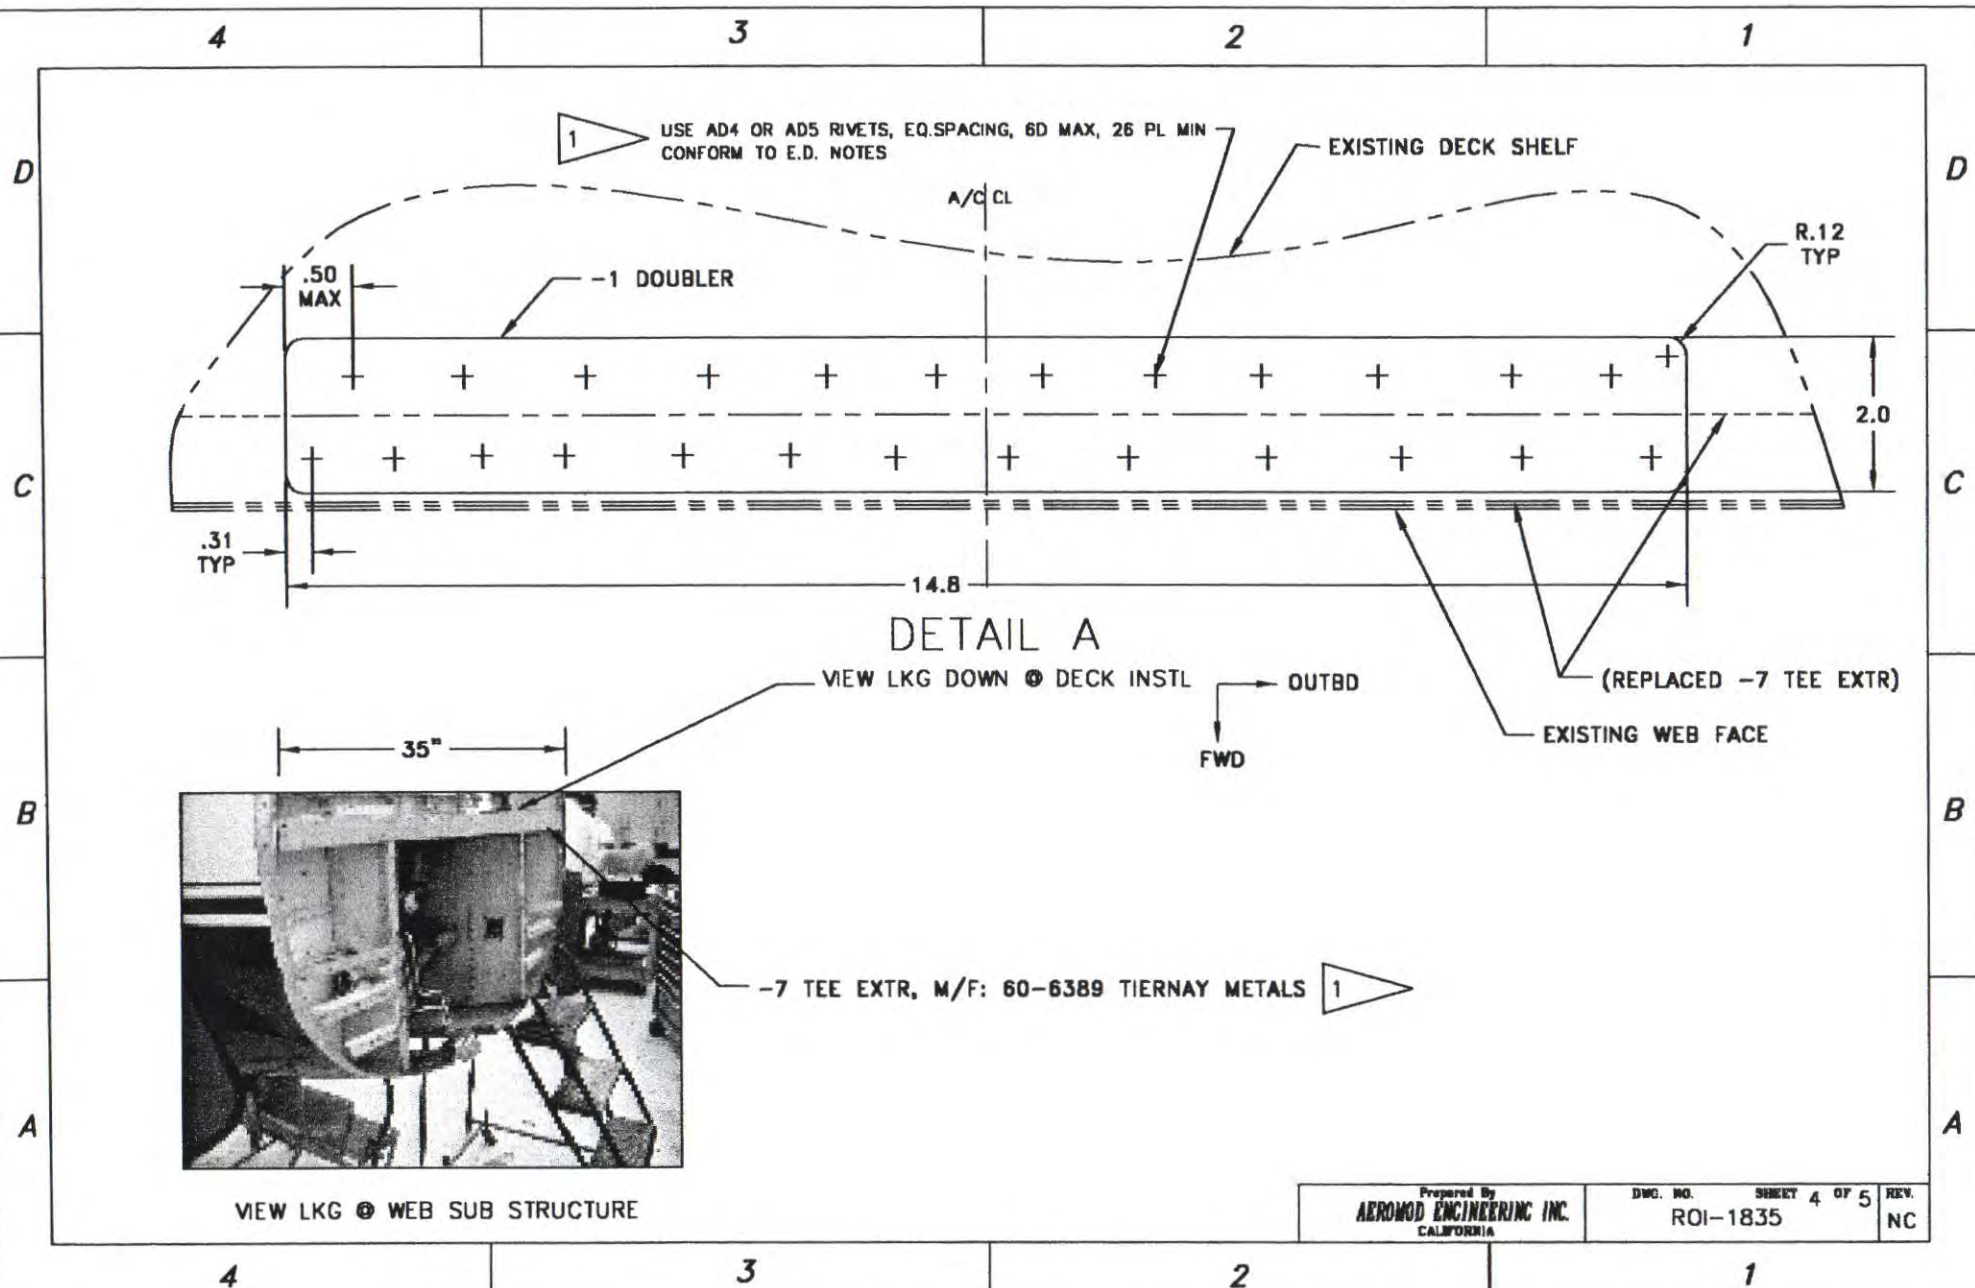 4 3 2 1
1
USE AD4 OR AD5 RIVETS, EQ.SPACING, 6D MAX, 26 PL MIN
CONFORM TO E.D. NOTES
EXISTING DECK SHELF
D
D
A/C CL
R.12
TYP
.50
MAX
-1 DOUBLER
2.0
C
C
.31
TYP
14.8
DETAIL A
VIEW LKG DOWN @ DECK INSTL
OUTBD
FWD
(REPLACED -7 TEE EXTR)
EXISTING WEB FACE
35"
B
B
-7 TEE EXTR, M/F: 60-6389 TIERNAY METALS
1
A
A
VIEW LKG @ WEB SUB STRUCTURE
Prepared By
AEROMOD ENGINEERING INC.
CALIFORNIA
DWG. NO.
SHEET 4 OF 5
ROI-1835
REV.
NC
4 3 2 1